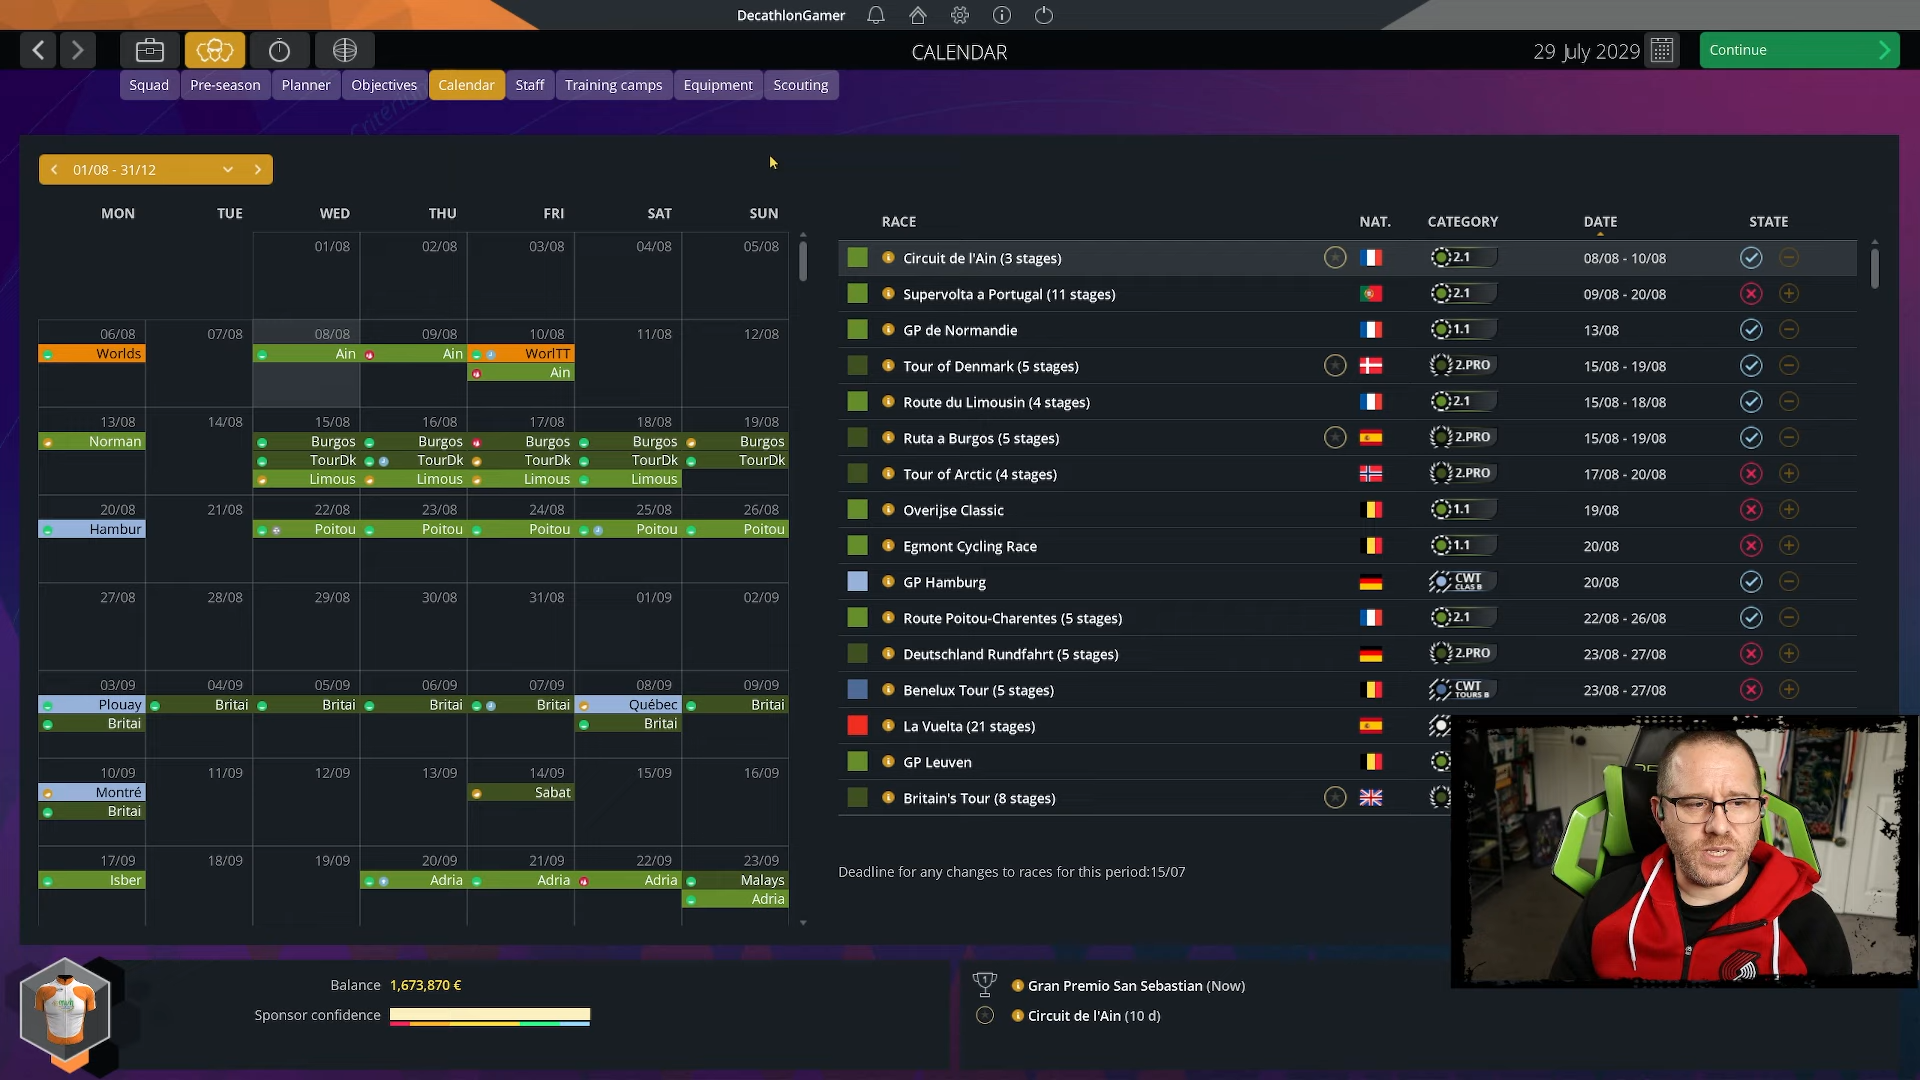 DecathlonGamer
CALENDAR
29 July 2029
Continue
Squad Pre-season Planner Objectives Calendar Staff Training camps Equipment Scouting
01/08 - 31/12
MON TUE WED THU FRI SAT SUN
01/08 02/08 03/08 04/08 05/08
06/08 07/08 08/08 09/08 10/08 11/08 12/08
Worlds Ain Ain WorlTT
Ain
13/08 14/08 15/08 16/08 17/08 18/08 19/08
Norman Burgos Burgos Burgos Burgos Burgos
TourDk TourDk TourDk TourDk TourDk
Limous Limous Limous Limous
20/08 21/08 22/08 23/08 24/08 25/08 26/08
Hambur Poitou Poitou Poitou Poitou Poitou
27/08 28/08 29/08 30/08 31/08 01/09 02/09
03/09 04/09 05/09 06/09 07/09 08/09 09/09
Plouay Britai Britai Britai Britai Québec Britai
Britai Britai
10/09 11/09 12/09 13/09 14/09 15/09 16/09
Montré Sabat
Britai
17/09 18/09 19/09 20/09 21/09 22/09 23/09
Isber Adria Adria Adria Malays
Adria
RACE NAT. CATEGORY DATE STATE
Circuit de l'Ain (3 stages) 2.1 08/08 - 10/08
Supervolta a Portugal (11 stages) 2.1 09/08 - 20/08
GP de Normandie 1.1 13/08
Tour of Denmark (5 stages) 2.PRO 15/08 - 19/08
Route du Limousin (4 stages) 2.1 15/08 - 18/08
Ruta a Burgos (5 stages) 2.PRO 15/08 - 19/08
Tour of Arctic (4 stages) 2.PRO 17/08 - 20/08
Overijse Classic 1.1 19/08
Egmont Cycling Race 1.1 20/08
GP Hamburg CWT CLAS B 20/08
Route Poitou-Charentes (5 stages) 2.1 22/08 - 26/08
Deutschland Rundfahrt (5 stages) 2.PRO 23/08 - 27/08
Benelux Tour (5 stages) CWT TOURS B 23/08 - 27/08
La Vuelta (21 stages)
GP Leuven
Britain's Tour (8 stages)
Deadline for any changes to races for this period:15/07
Balance 1,673,870 €
Sponsor confidence
Gran Premio San Sebastian (Now)
Circuit de l'Ain (10 d)